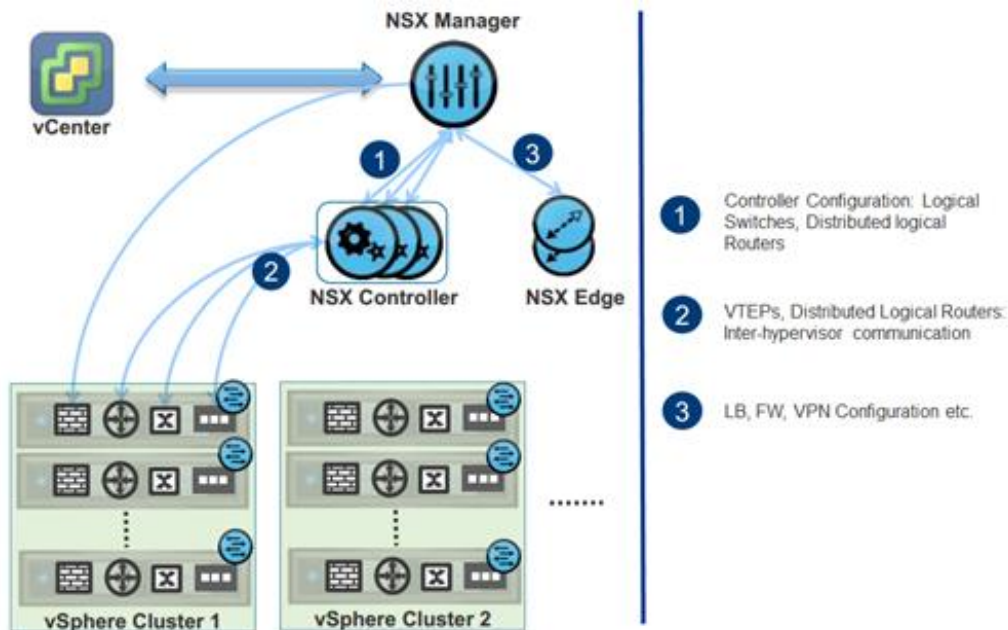 NSX Manager
vCenter
1
3
1
Controller Configuration: Logical
Switches, Distributed logical
Routers
2
NSX Controller
NSX Edge
2
VTEPs, Distributed Logical Routers:
Inter-hypervisor communication
3
LB, FW, VPN Configuration etc.
vSphere Cluster 1
vSphere Cluster 2